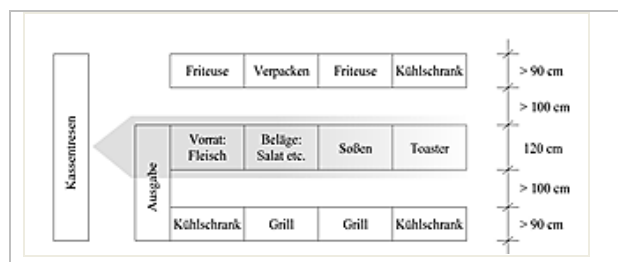 Kassentresen
Friteuse
Verpacken
Friteuse
Kühlschrank
> 90 cm
> 100 cm
Ausgabe
Vorrat:
Fleisch
Beläge:
Salat etc.
Soßen
Toaster
120 cm
> 100 cm
Kühlschrank
Grill
Grill
Kühlschrank
> 90 cm